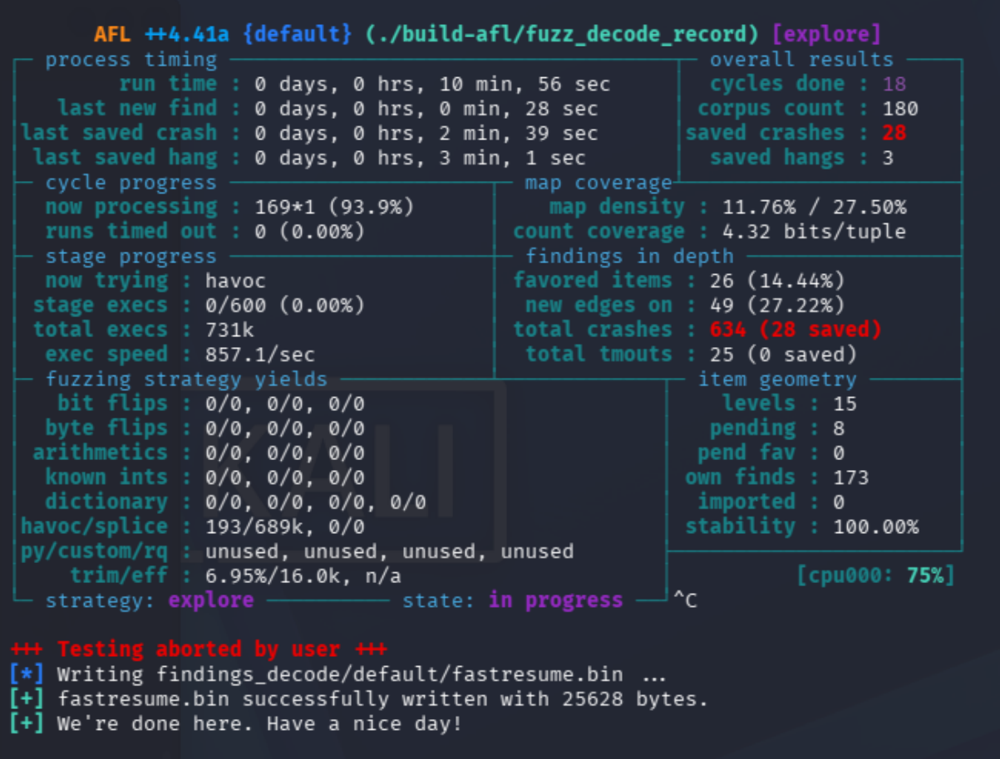 AFL ++4.41a {default} (./build-afl/fuzz_decode_record) [explore]
process timing overall results
run time : 0 days, 0 hrs, 10 min, 56 sec cycles done : 18
last new find : 0 days, 0 hrs, 0 min, 28 sec corpus count : 180
last saved crash : 0 days, 0 hrs, 2 min, 39 sec saved crashes : 28
last saved hang : 0 days, 0 hrs, 3 min, 1 sec saved hangs : 3
cycle progress map coverage
now processing : 169*1 (93.9%) map density : 11.76% / 27.50%
runs timed out : 0 (0.00%) count coverage : 4.32 bits/tuple
stage progress findings in depth
now trying : havoc favored items : 26 (14.44%)
stage execs : 0/600 (0.00%) new edges on : 49 (27.22%)
total execs : 731k total crashes : 634 (28 saved)
exec speed : 857.1/sec total tmouts : 25 (0 saved)
fuzzing strategy yields item geometry
bit flips : 0/0, 0/0, 0/0 levels : 15
byte flips : 0/0, 0/0, 0/0 pending : 8
arithmetics : 0/0, 0/0, 0/0 pend fav : 0
known ints : 0/0, 0/0, 0/0 own finds : 173
dictionary : 0/0, 0/0, 0/0, 0/0 imported : 0
havoc/splice : 193/689k, 0/0 stability : 100.00%
py/custom/rq : unused, unused, unused, unused
trim/eff : 6.95%/16.0k, n/a [cpu000: 75%]
strategy: explore state: in progress ^C
+++ Testing aborted by user +++
[*] Writing findings_decode/default/fastresume.bin ...
[+] fastresume.bin successfully written with 25628 bytes.
[+] We're done here. Have a nice day!
KALI